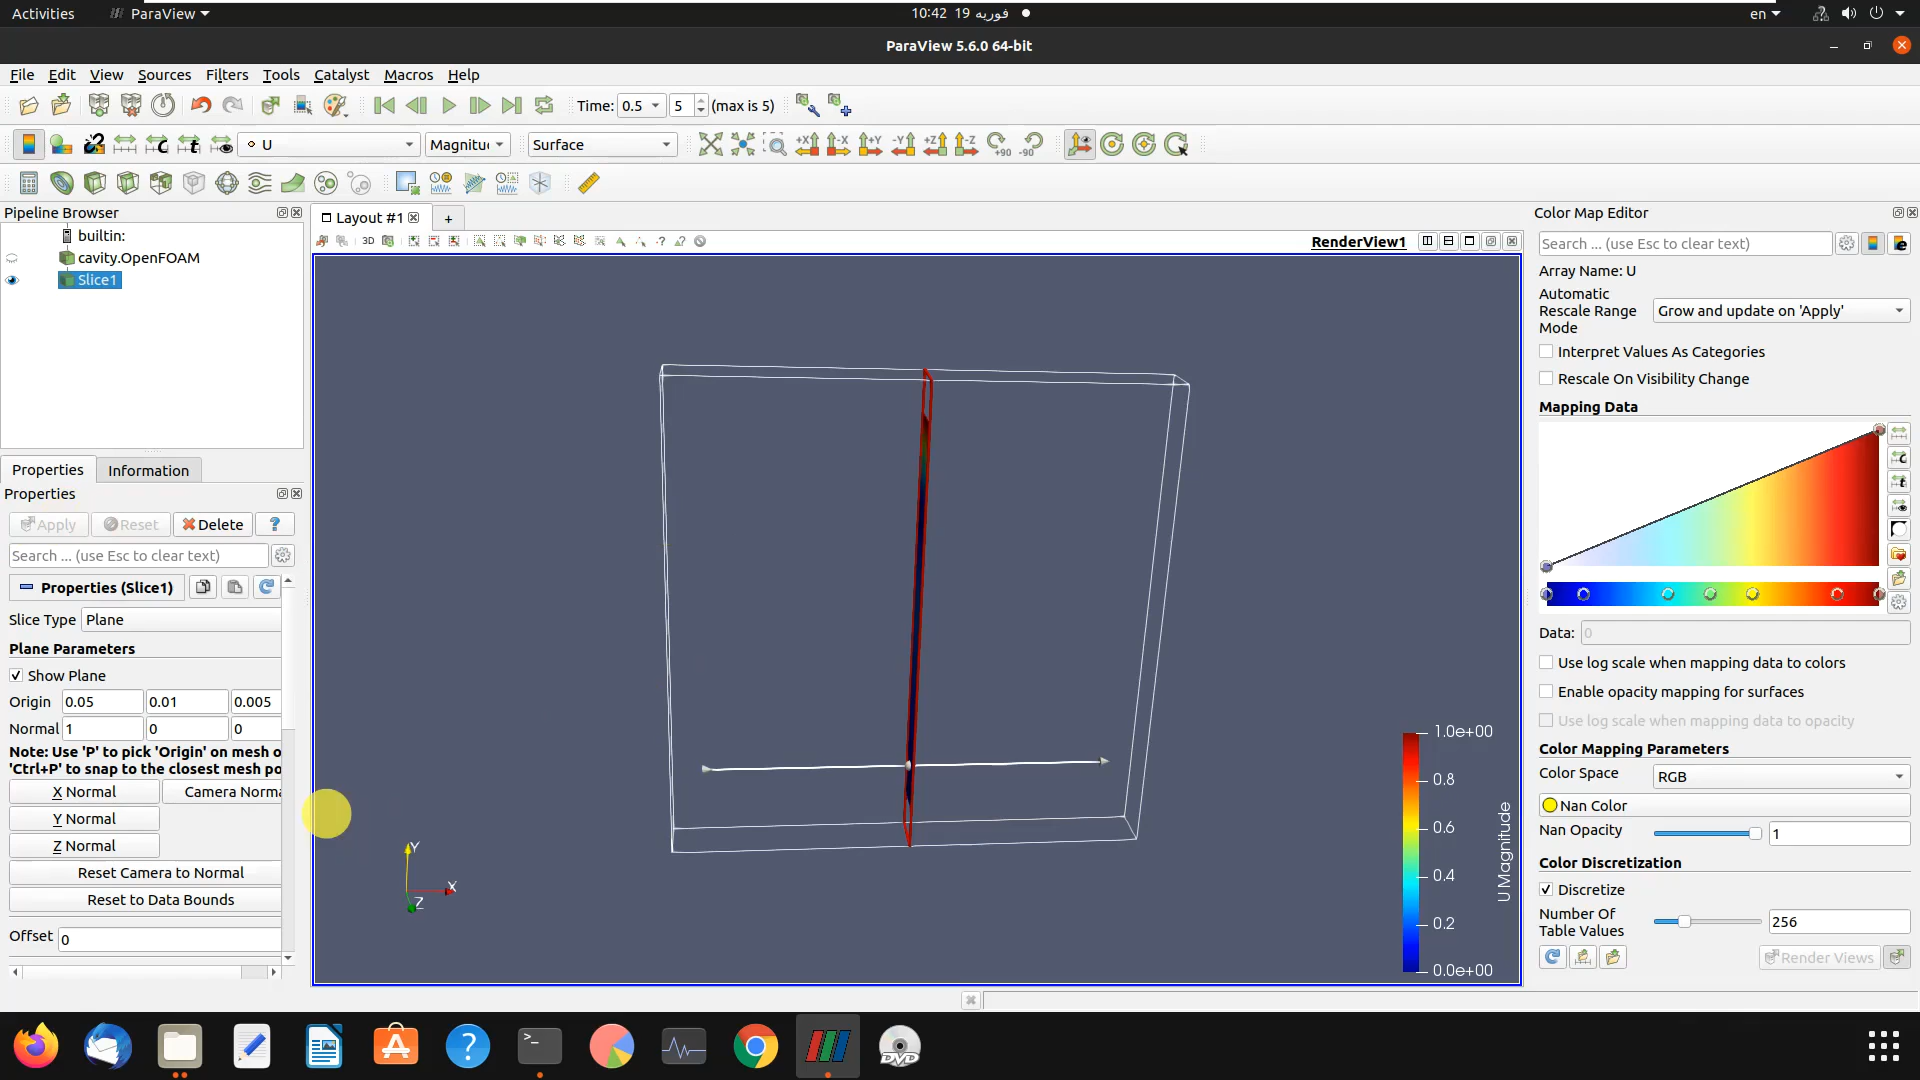 Activities ParaView 10:42 19 فوریه en
ParaView 5.6.0 64-bit
File Edit View Sources Filters Tools Catalyst Macros Help
Time: 0.5 5 (max is 5)
U Magnitu Surface +X -X +Y -Y +Z -Z +90 -90
Pipeline Browser
builtin:
cavity.OpenFOAM
Slice1
Properties Information
Properties
Apply Reset Delete ?
Search ... (use Esc to clear text)
Properties (Slice1)
Slice Type Plane
Plane Parameters
Show Plane
Origin 0.05 0.01 0.005
Normal 1 0 0
Note: Use 'P' to pick 'Origin' on mesh o
'Ctrl+P' to snap to the closest mesh po
X Normal Camera Norma
Y Normal
Z Normal
Reset Camera to Normal
Reset to Data Bounds
Offset 0
Layout #1 +
3D RenderView1
Y
X
Z
1.0e+00
0.8
0.6
0.4
0.2
0.0e+00
U Magnitude
Color Map Editor
Search ... (use Esc to clear text)
Array Name: U
Automatic
Rescale Range
Mode
Grow and update on 'Apply'
Interpret Values As Categories
Rescale On Visibility Change
Mapping Data
Data: 0
Use log scale when mapping data to colors
Enable opacity mapping for surfaces
Use log scale when mapping data to opacity
Color Mapping Parameters
Color Space RGB
Nan Color
Nan Opacity 1
Color Discretization
Discretize
Number Of
Table Values
256
Render Views
DVD